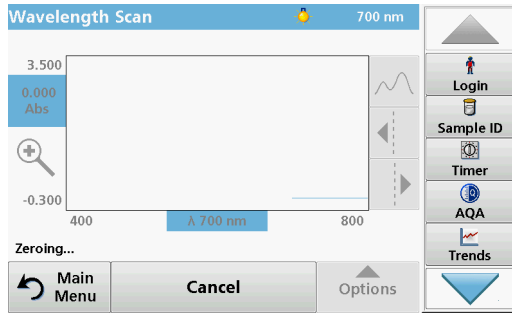 Wavelength Scan 700 nm
3.500
0.000
Abs
-0.300
400 λ 700 nm 800
Zeroing...
Main
Menu
Cancel
Options
Login
Sample ID
Timer
AQA
Trends